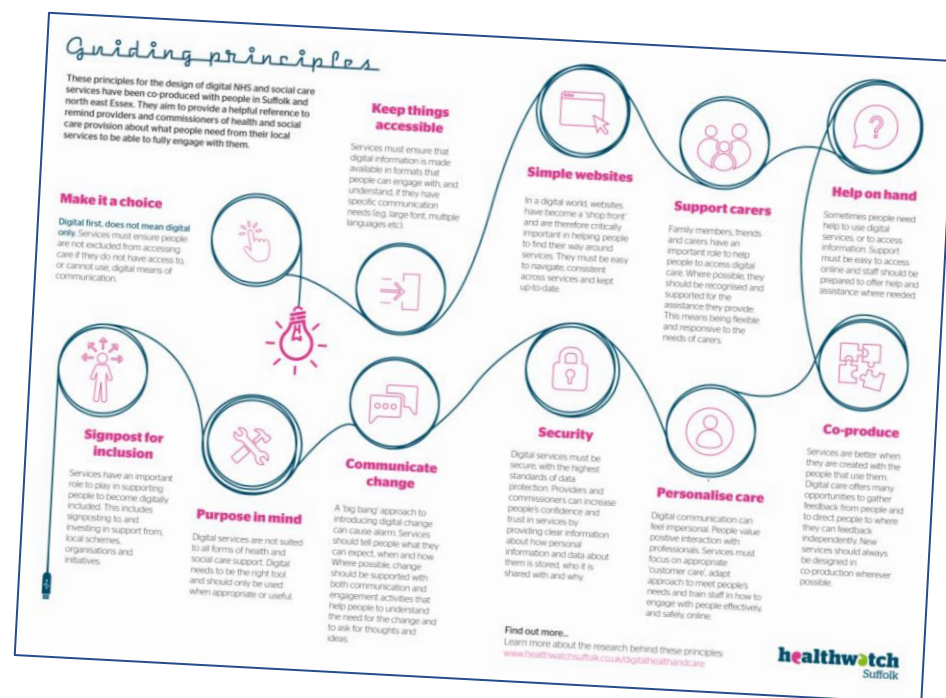 Guiding principles
These principles for the design of digital NHS and social care
services have been co-produced with people in Suffolk and
north east Essex. They aim to provide a helpful reference to
remind providers and commissioners of health and social
care provision about what people need from their local
services to be able to fully engage with them.
Make it a choice
Digital first, does not mean digital
only. Services must ensure people
are not excluded from accessing
care if they do not have access to,
or cannot use, digital means of
communication.
Keep things
accessible
Services must ensure that
digital information is made
available in formats that
people can engage with, and
understand, if they have
specific communication
needs (e.g. large font, multiple
languages etc).
Simple websites
In a digital world, websites
have become a 'shop front'
and are therefore critically
important in helping people
to find their way around
services. They must be easy
to navigate, consistent
across services and kept
up-to-date.
Support carers
Family members, friends
and carers have an
important role to help
people to access digital
care. Where possible, they
should be recognised and
supported for the
assistance they provide.
This means being flexible
and responsive to the
needs of carers.
?
Help on hand
Sometimes people need
help to use digital
services, or to access
information. Support
must be easy to access
online and staff should be
prepared to offer help and
assistance where needed.
Signpost for
inclusion
Services have an important
role to play in supporting
people to become digitally
included. This includes
signposting to, and
investing in support from,
local schemes,
organisations and
initiatives.
Purpose in mind
Digital services are not suited
to all forms of health and
social care support. Digital
needs to be the right tool
and should only be used
when appropriate or useful.
Communicate
change
A 'big bang' approach to
introducing digital change
can cause alarm. Services
should tell people what they
can expect, when and how.
Where possible, change
should be supported with
both communication and
engagement activities that
help people to understand
the need for the change and
to ask for thoughts and
ideas.
Security
Digital services must be
secure, with the highest
standards of data
protection. Providers and
commissioners can increase
people's confidence and
trust in services by
providing clear information
about how personal
information and data about
them is stored, who it is
shared with and why.
Personalise care
Digital communication can
feel impersonal. People value
positive interaction with
professionals. Services must
focus on appropriate
'customer care', adapt
approach to meet people's
needs and train staff in how to
engage with people effectively,
and safely, online.
Co-produce
Services are better when
they are created with the
people that use them.
Digital care offers many
opportunities to gather
feedback from people and
to direct people to where
they can feedback
independently. New
services should always
be designed in
co-production wherever
possible.
Find out more...
Learn more about the research behind these principles:
www.healthwatchsuffolk.co.uk/digitalhealthandcare
healthwatch
Suffolk